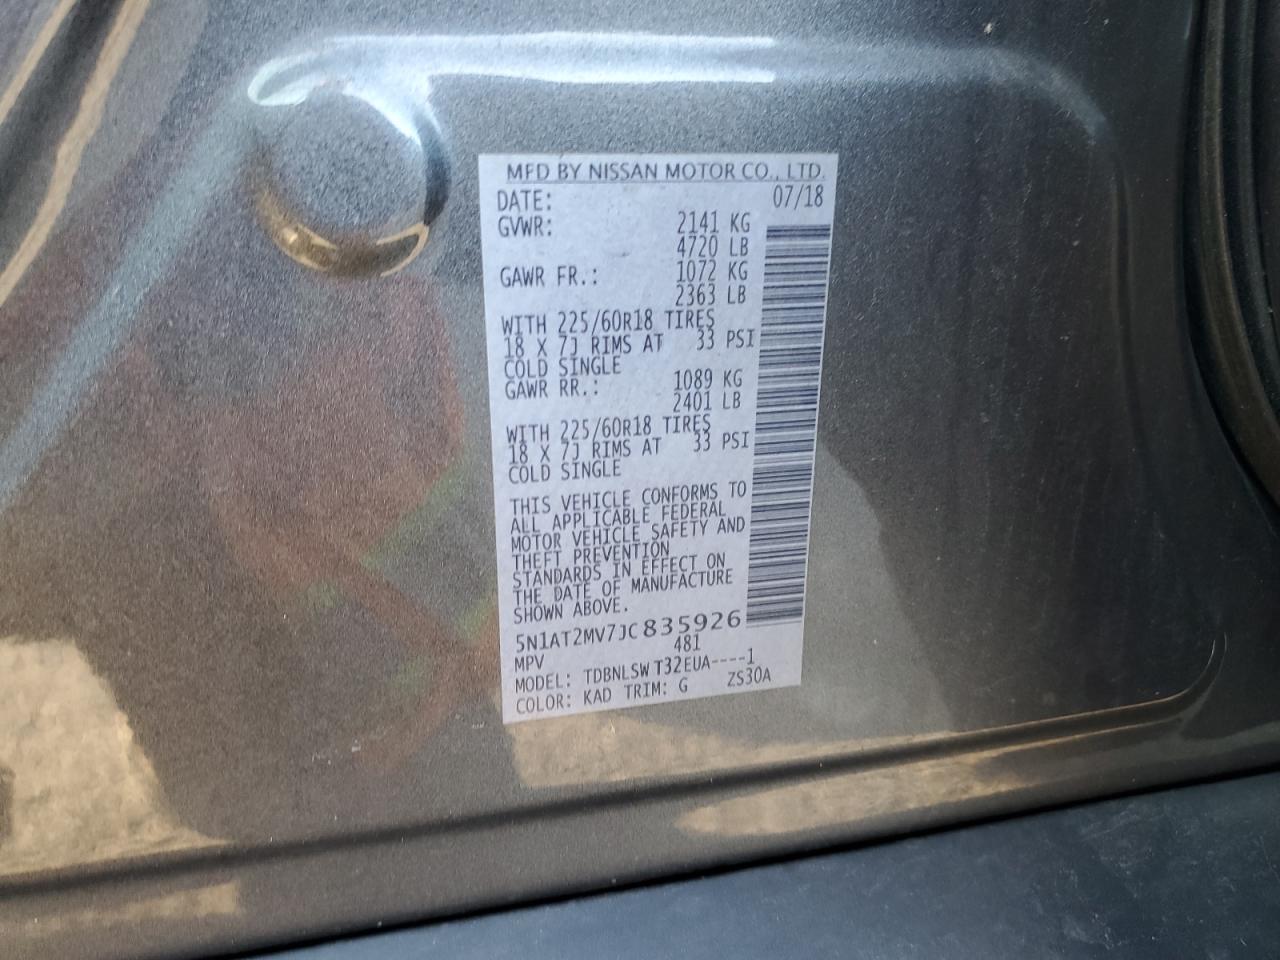 MFD BY NISSAN MOTOR CO., LTD.
DATE: 07/18
GVWR: 2141 KG
4720 LB
GAWR FR.: 1072 KG
2363 LB
WITH 225/60R18 TIRES
18 X 7J RIMS AT 33 PSI
COLD SINGLE
GAWR RR.: 1089 KG
2401 LB
WITH 225/60R18 TIRES
18 X 7J RIMS AT 33 PSI
COLD SINGLE
THIS VEHICLE CONFORMS TO
ALL APPLICABLE FEDERAL
MOTOR VEHICLE SAFETY AND
THEFT PREVENTION
STANDARDS IN EFFECT ON
THE DATE OF MANUFACTURE
SHOWN ABOVE.
5N1AT2MV7JC835926
MPV 481
MODEL: TDBNLSW T32EUA----1
COLOR: KAD TRIM: G ZS30A